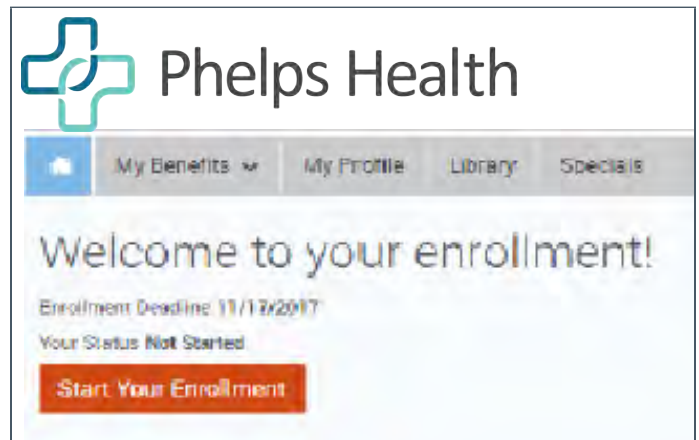 Phelps Health
My Benefits My Profile Library Specials
Welcome to your enrollment!
Enrollment Deadline 11/17/2017
Your Status Not Started
Start Your Enrollment